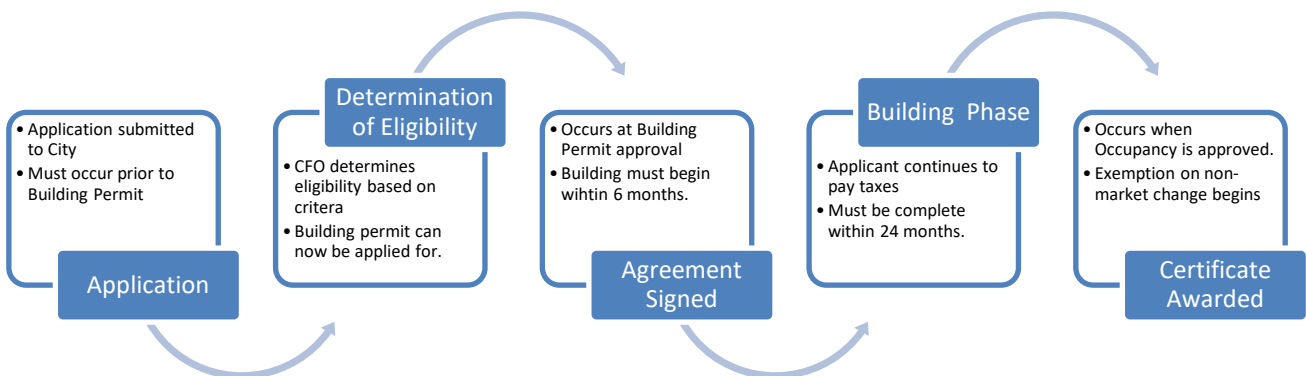 • Application submitted
to City
• Must occur prior to
Building Permit
Application
Determination
of Eligibility
• CFO determines
eligibility based on
critera
• Building permit can
now be applied for.
• Occurs at Building
Permit approval
• Building must begin
wihtin 6 months.
Agreement
Signed
Building Phase
• Applicant continues to
pay taxes
• Must be complete
within 24 months.
• Occurs when
Occupancy is approved.
• Exemption on non-
market change begins
Certificate
Awarded